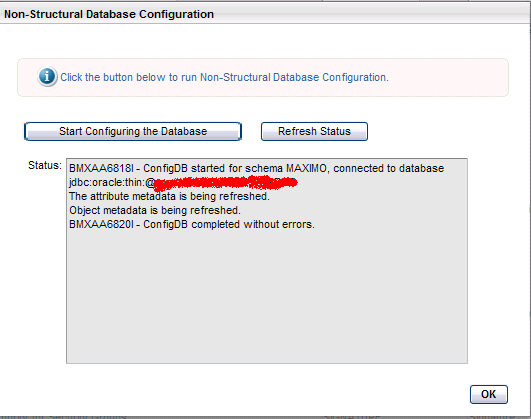 Non-Structural Database Configuration
Click the button below to run Non-Structural Database Configuration.
Start Configuring the Database
Refresh Status
Status:
BMXAA6818I - ConfigDB started for schema MAXIMO, connected to database
jdbc:oracle:thin:@
The attribute metadata is being refreshed.
Object metadata is being refreshed.
BMXAA6820I - ConfigDB completed without errors.
OK